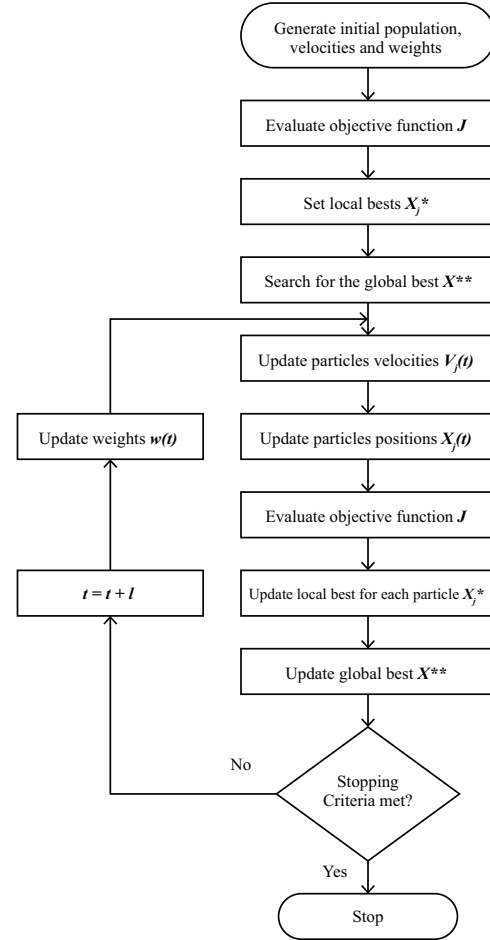 Generate initial population,
velocities and weights
Evaluate objective function J
Set local bests Xj*
Search for the global best X**
Update particles velocities Vj(t)
Update weights w(t)
Update particles positions Xj(t)
Evaluate objective function J
t = t + l
Update local best for each particle Xj*
Update global best X**
No
Stopping
Criteria met?
Yes
Stop